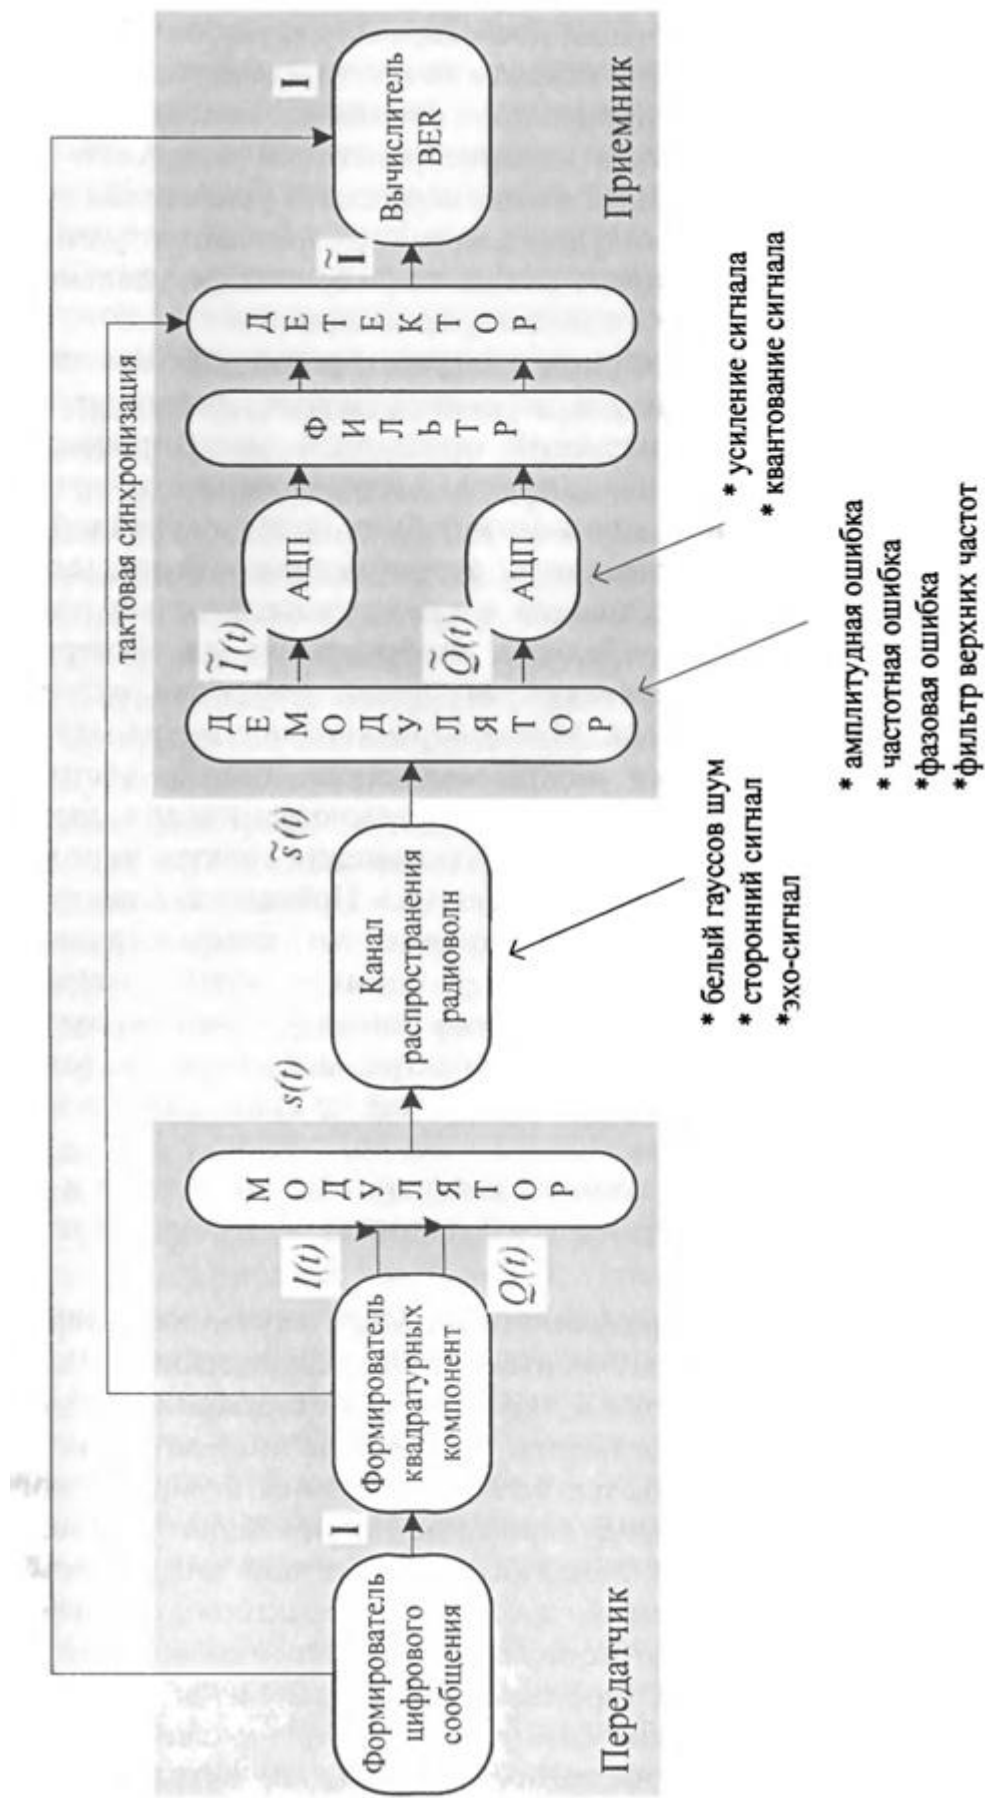 тактовая синхронизация
Формирователь
цифрового
сообщения
I
Формирователь
квадратурных
компонент
I(t)
Q(t)
МОДУЛЯТОР
s(t)
Канал
распространения
радиоволн
s̃(t)
ДЕМОДУЛЯТОР
Ĩ(t)
Q̃(t)
АЦП
АЦП
ФИЛЬТР
ДЕТЕКТОР
Ĩ
I
Вычислитель
BER
Передатчик
Приемник
* белый гауссов шум
* сторонний сигнал
*эхо-сигнал
* амплитудная ошибка
* частотная ошибка
*фазовая ошибка
*фильтр верхних частот
* усиление сигнала
* квантование сигнала